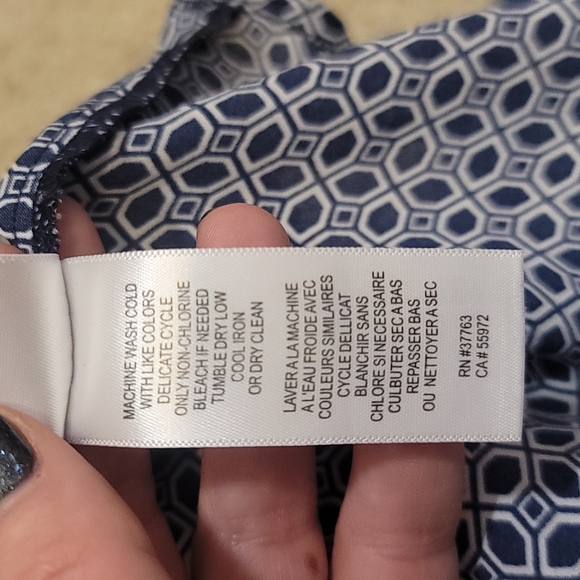 MACHINE WASH COLD
WITH LIKE COLORS
DELICATE CYCLE
ONLY NON-CHLORINE
BLEACH IF NEEDED
TUMBLE DRY LOW
COOL IRON
OR DRY CLEAN
LAVER A LA MACHINE
A L'EAU FROIDE AVEC
COULEURS SIMILAIRES
CYCLE DELLICAT
BLANCHIR SANS
CHLORE SI NECESSAIRE
CULBUTER SEC A BAS
REPASSER BAS
OU NETTOYER A SEC
RN #37763
CA # 55972